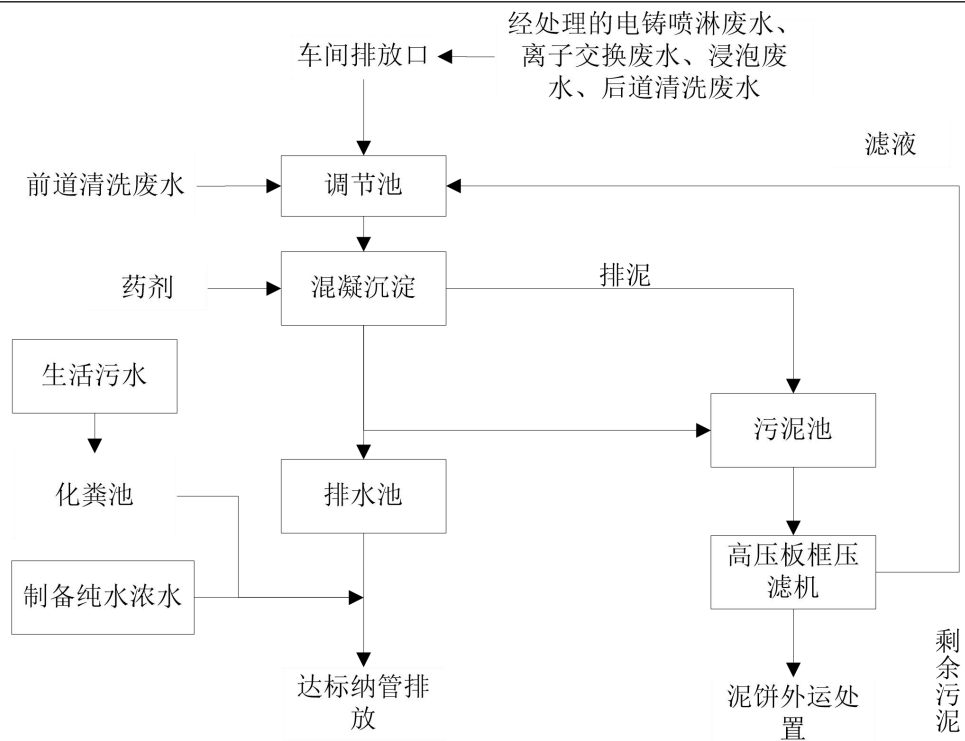 经处理的电铸喷淋废水、
离子交换废水、浸泡废
水、后道清洗废水
车间排放口
滤液
前道清洗废水
调节池
药剂
混凝沉淀
排泥
生活污水
污泥池
化粪池
排水池
高压板框压
滤机
制备纯水浓水
剩余污泥
达标纳管排
放
泥饼外运处
置